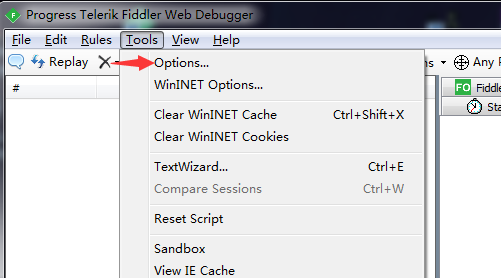 Progress Telerik Fiddler Web Debugger
File Edit Rules Tools View Help
Replay
Options...
Any P
#
WinINET Options...
Fiddle
FO
Sta
Clear WinINET Cache Ctrl+Shift+X
Clear WinINET Cookies
TextWizard... Ctrl+E
Compare Sessions Ctrl+W
Reset Script
Sandbox
View IE Cache